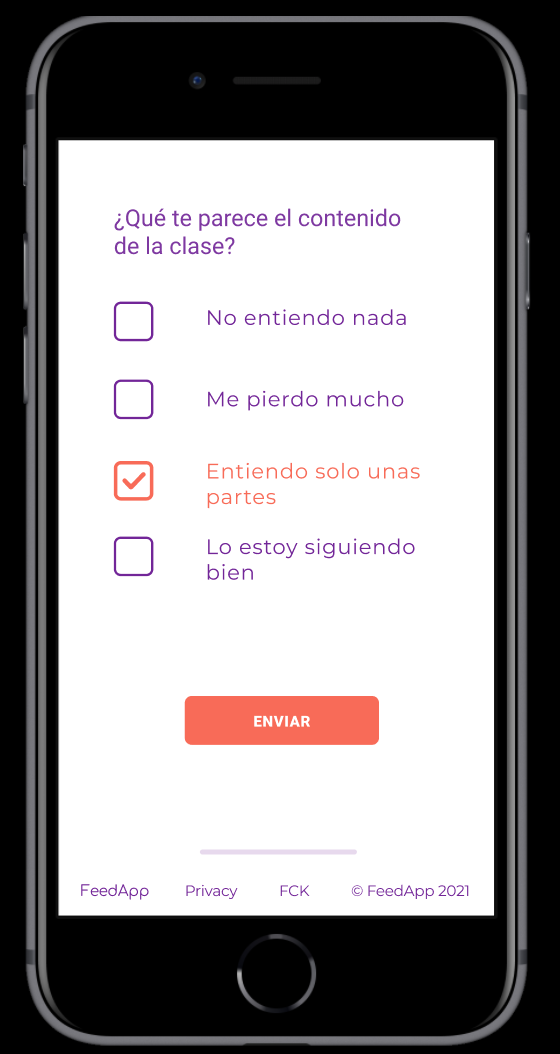 ¿Qué te parece el contenido
de la clase?
No entiendo nada
Me pierdo mucho
Entiendo solo unas
partes
Lo estoy siguiendo
bien
ENVIAR
FeedApp Privacy FCK © FeedApp 2021